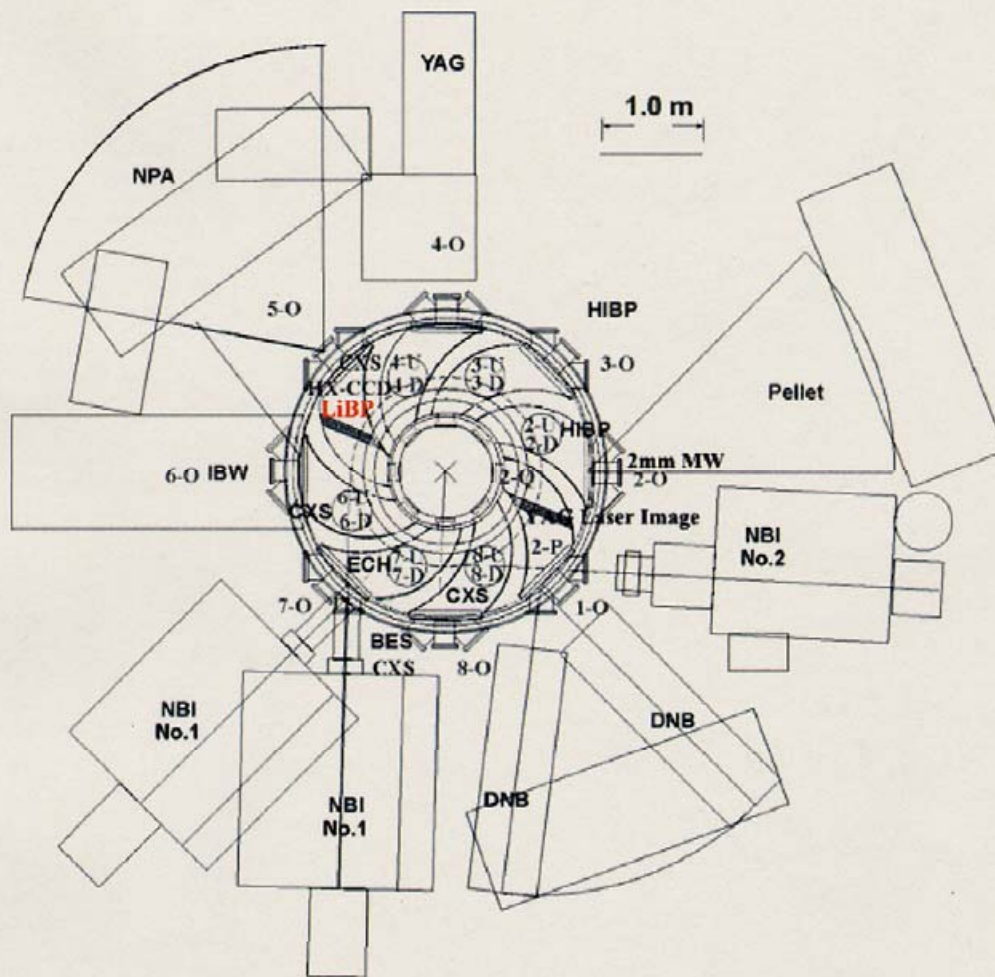 YAG
1.0 m
NPA
4-O
5-O
HIBP
3-O
CXS 4-U
4-D
3-U
3-D
HX-CCD
LiBP
Pellet
2-U
2-D
HIBP
2mm MW
2-O
2-O
6-O IBW
CXS
6-U
6-D
YAG Laser Image
NBI
No.2
2-P
ECH
7-U
7-D
8-U
8-D
CXS
7-O
1-O
BES
CXS
8-O
NBI
No.1
NBI
No.1
DNB
DNB